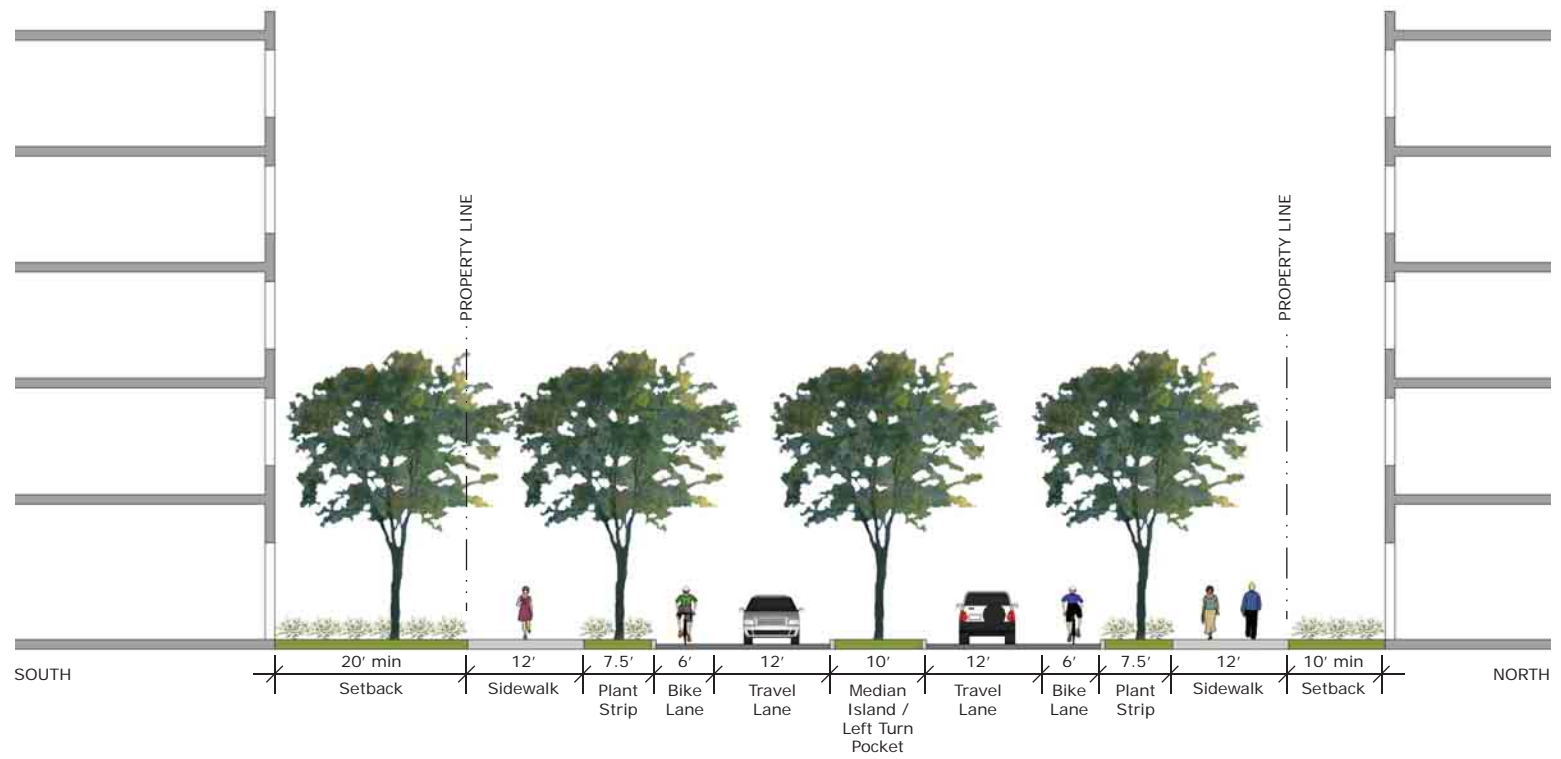 PROPERTY LINE
PROPERTY LINE
SOUTH
NORTH
20’ min
Setback
12’
Sidewalk
7.5’
Plant
Strip
6’
Bike
Lane
12’
Travel
Lane
10’
Median
Island /
Left Turn
Pocket
12’
Travel
Lane
6’
Bike
Lane
7.5’
Plant
Strip
12’
Sidewalk
10’ min
Setback